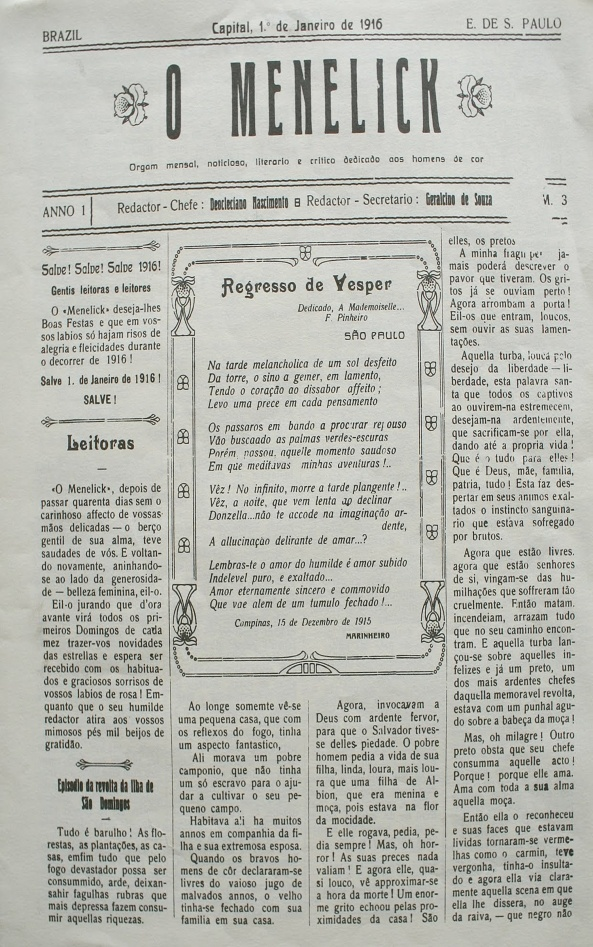 BRAZIL
Capital, 1.º de Janeiro de 1916
E. DE S. PAULO
O MENELICK
Orgam mensal, noticioso, literario e critico dedicado aos homens de cor
ANNO 1
Redactor - Chefe : Deocleciano Nascimento Redactor - Secretario : Geralcino de Souza
N. 3
Salve! Salve! Salve 1916!
Gentis leitoras e leitores
O «Menelick» deseja-lhes
Boas Festas e que em vos-
sos labios só hajam risos de
alegria e fleicidades durante
o decorrer de 1916 !
Salve 1. de Janeiro de 1916 !
SALVE !
Leitoras
«O Menelick», depois de
passar quarenta dias sem o
carinhoso affecto de vossas
mãos delicadas — o berço
gentil de sua alma, teve
saudades de vós. E voltan-
do novamente, aninhando-
se ao lado da generosida-
de — belleza feminina, eil-o.
Eil-o jurando que d'ora
avante virá todos os pri-
meiros Domingos de cada
mez trazer-vos novidades
das estrellas e espera ser
recebido com os habitua-
dos e graciosos sorrisos de
vossos labios de rosa ! Em-
quanto que o seu humilde
redactor atira aos vossos
mimosos pés mil beijos de
gratidão.
Episodio da revolta da Ilha de
São Domingos
Tudo é barulho ! As flo-
restas, as plantações, as ca-
sas, emfim tudo que pelo
fogo devastador possa ser
consummido, arde, deixan-
sahir fagulhas rubras que
mais depressa fazem consu-
mir aquellas riquezas.
Regresso de Vesper
Dedicado, A Mademoiselle...
F. Pinheiro
SÃO PAULO
Na tarde melancholica de um sol desfeito
Da torre, o sino a gemer, em lamento,
Tendo o coração ao dissabor affeito ;
Levo uma prece em cada pensamento
Os passaros em bando a procurar repouso
Vão buscando as palmas verdes-escuras
Porém, passou, aquelle momento saudoso
Em que meditavas minhas aventuras !..
Vêz ! No infinito, morre a tarde plangente !..
Vêz, a noite, que vem lenta ao declinar
Donzella...não te accode na imaginação ar-
dente,
A allucinação delirante de amar...?
Lembras-te o amor do humilde é amor subido
Indelevel puro, e exaltado...
Amor eternamente sincero e commovido
Que vae alem de um tumulo fechado !...
Campinas, 15 de Dezembro de 1915
MARINHEIRO
Ao longe somemte vê-se
uma pequena casa, que com
os reflexos do fogo, tinha
um aspecto fantastico,
Ali morava um pobre
camponio, que não tinha
um só escravo para o aju-
dar a cultivar o seu pe-
queno campo.
Habitava ali ha muitos
annos em companhia da fi-
lha e sua extremosa esposa.
Quando os bravos ho-
mens de côr declararam-se
livres do vaioso jugo de
malvados annos, o velho
tinha-se fechado com sua
familia em sua casa.
Agora, invocavam a
Deus com ardente fervor,
para que o Salvador tives-
se delles piedade. O pobre
homem pedia a vida de sua
filha, linda, loura, mais lou-
ra que uma filha de Al-
bion, que era menina e
moça, pois estava na flor
da mocidade.
E elle rogava, pedia, pe-
dia sempre ! Mas, oh hor-
ror ! As suas preces nada
valiam ! E agora elle, qua-
si louco, vê approximar-se
a hora da morte ! Um enor-
me grito echoou pelas pro-
ximidades da casa ! São
elles, os pretos
A minha fragil ja-
mais poderá descrever o
pavor que tiveram. Os gri-
tos já se ouviam perto !
Agora arrombam a porta !
Eil-os que entram, loucos,
sem ouvir as suas lamen-
tações.
Aquella turba, louca pelo
desejo da liberdade — li-
berdade, esta palavra san-
ta que todos os captivos
ao ouvirem-na estremecem,
desejam-na ardentemente,
que sacrificam-se por ella,
dando até a propria vida !
Que é o tudo para elles !
Que é Deus, mãe, familia,
patria, tudo ! Esta faz des-
pertar em seus animos exal-
tados o instincto sanguina-
rio que estava sofregado
por brutos.
Agora que estão livres.
agora que estão senhores
de si, vingam-se das hu-
milhações que soffreram tão
cruelmente. Então matam.
incendeiam, arrazam tudo
que no seu caminho encon-
tram. E aquella turba lan-
çou-se sobre aquelles in-
felizes e já um preto, um
dos mais ardentes chefes
daquella memoravel revolta,
estava com um punhal agu-
do sobre a babeça da moça !
Mas, oh milagre ! Outro
preto obsta que seu chefe
consumma aquelle acto !
Porque ! porque elle ama.
Ama com toda a sua alma
aquella moça.
Então ella o reconheceu
e suas faces que estavam
lividas tornaram-se verme-
lhas como o carmin, teve
vergonha, tinha-o insulta-
do e agora ella via clara-
mente aquella scena em que
ella lhe dissera, no auge
da raiva, — que negro não